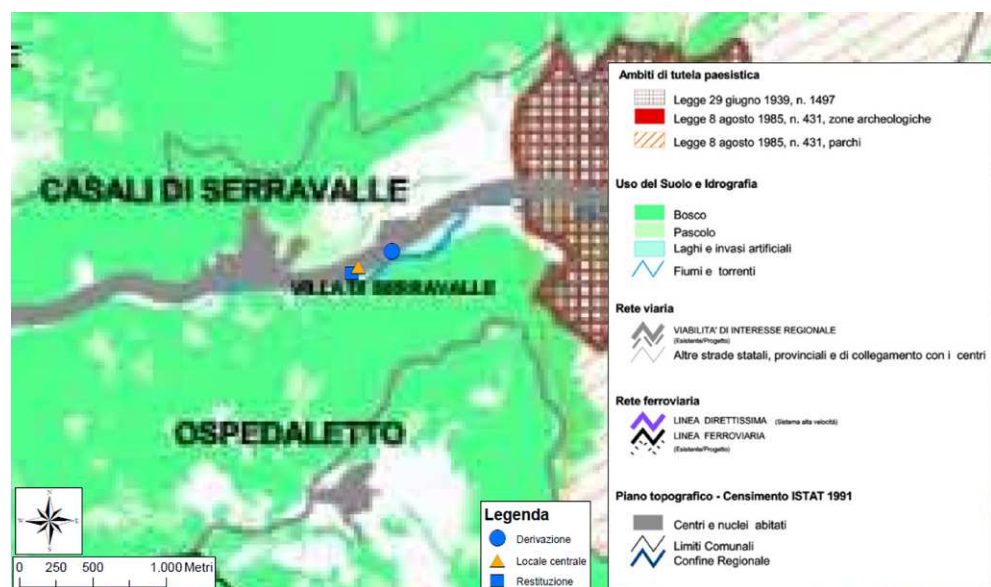 E
CASALI DI SERRAVALLE
VILLA DI SERRAVALLE
OSPEDALETTO
0 250 500 1.000 Metri
Legenda
Derivazione
Locale centrale
Restituzione
Ambiti di tutela paesistica
Legge 29 giugno 1939, n. 1497
Legge 8 agosto 1985, n. 431, zone archeologiche
Legge 8 agosto 1985, n. 431, parchi
Uso del Suolo e Idrografia
Bosco
Pascolo
Laghi e invasi artificiali
Fiumi e torrenti
Rete viaria
VIABILITA' DI INTERESSE REGIONALE
(Esistente/Progetto)
Altre strade statali, provinciali e di collegamento con i centri
Rete ferroviaria
LINEA DIRETTISSIMA (Sistema alta velocità)
LINEA FERROVIARIA
(Esistente/Progetto)
Piano topografico - Censimento ISTAT 1991
Centri e nuclei abitati
Limiti Comunali
Confine Regionale